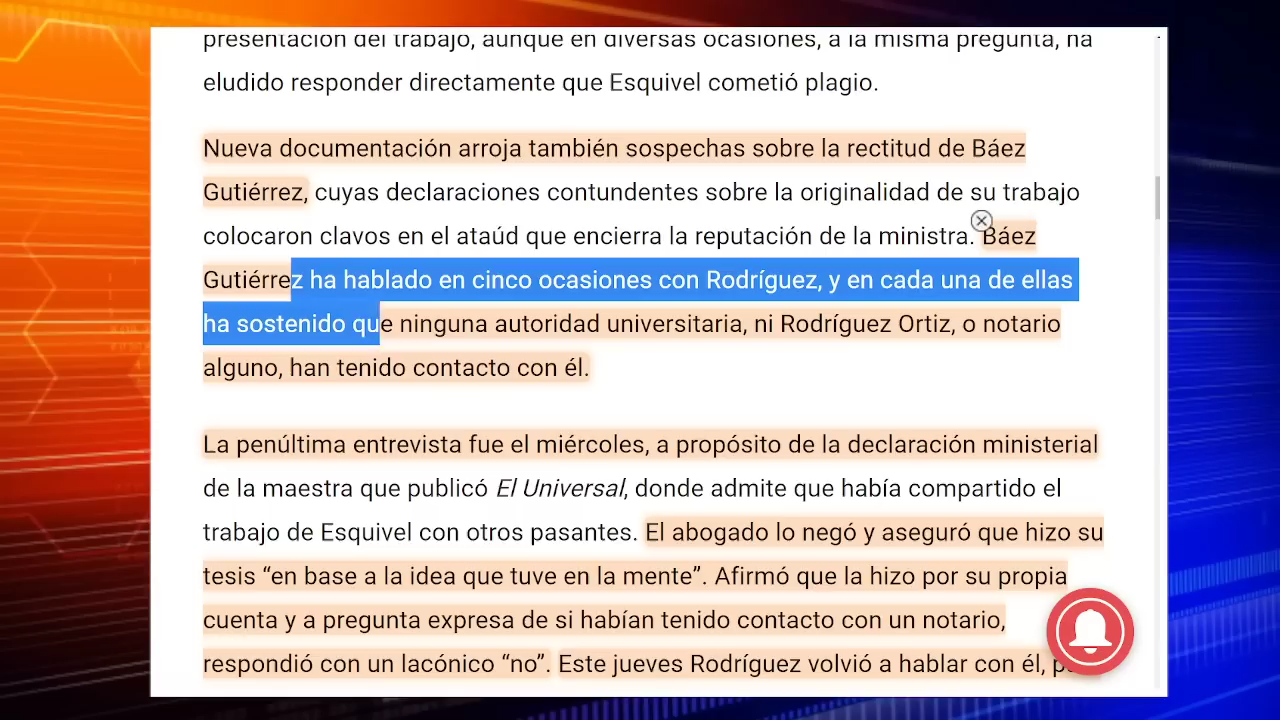 presentación del trabajo, aunque en diversas ocasiones, a la misma pregunta, ha
eludido responder directamente que Esquivel cometió plagio.
Nueva documentación arroja también sospechas sobre la rectitud de Báez
Gutiérrez, cuyas declaraciones contundentes sobre la originalidad de su trabajo
colocaron clavos en el ataúd que encierra la reputación de la ministra. Báez
Gutiérrez ha hablado en cinco ocasiones con Rodríguez, y en cada una de ellas
ha sostenido que ninguna autoridad universitaria, ni Rodríguez Ortiz, o notario
alguno, han tenido contacto con él.
La penúltima entrevista fue el miércoles, a propósito de la declaración ministerial
de la maestra que publicó El Universal, donde admite que había compartido el
trabajo de Esquivel con otros pasantes. El abogado lo negó y aseguró que hizo su
tesis “en base a la idea que tuve en la mente”. Afirmó que la hizo por su propia
cuenta y a pregunta expresa de si habían tenido contacto con un notario,
respondió con un lacónico “no”. Este jueves Rodríguez volvió a hablar con él,